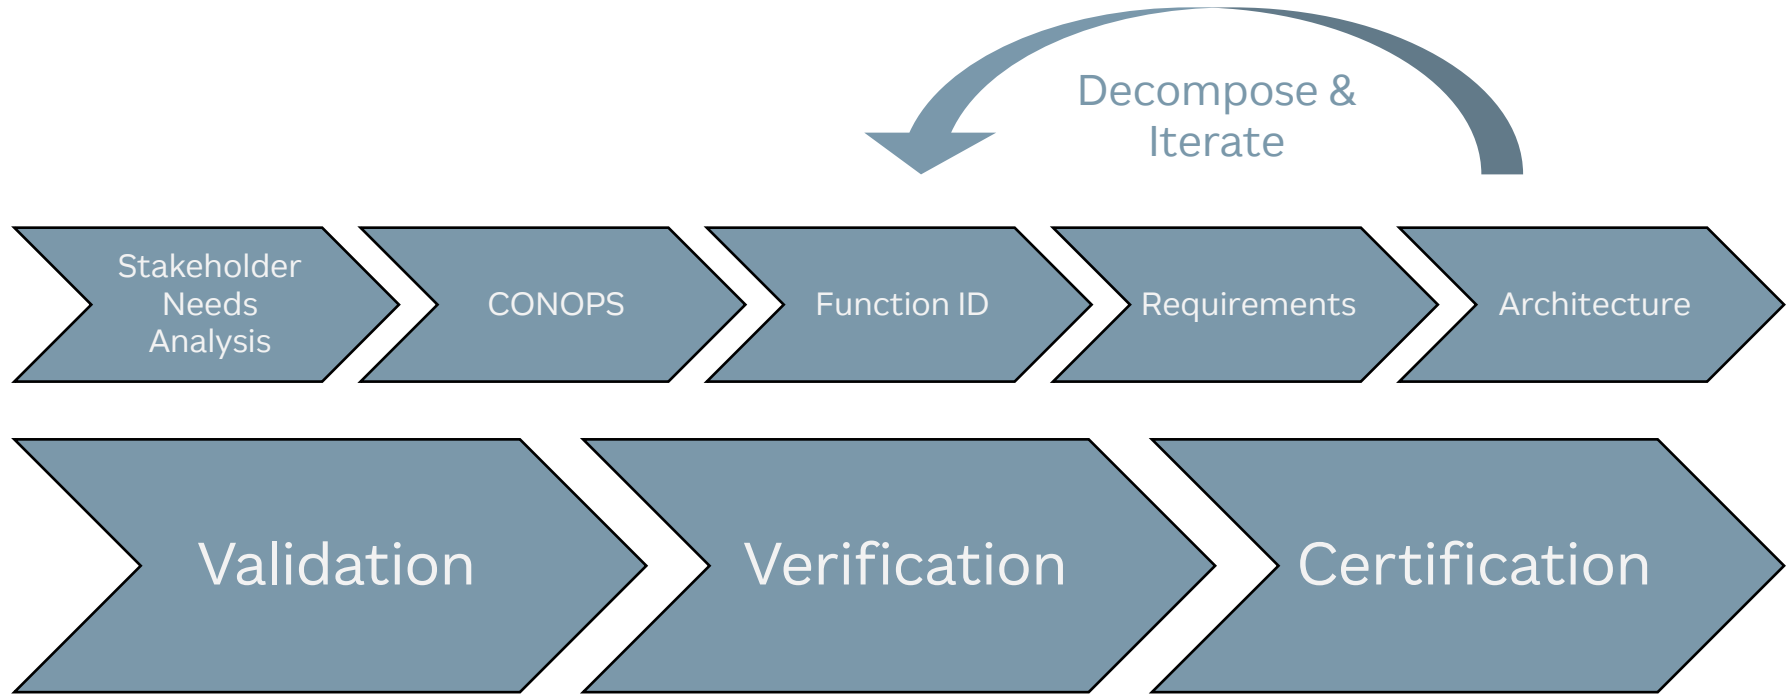 Decompose &
Iterate
Stakeholder
Needs
Analysis
CONOPS
Function ID
Requirements
Architecture
Validation
Verification
Certification